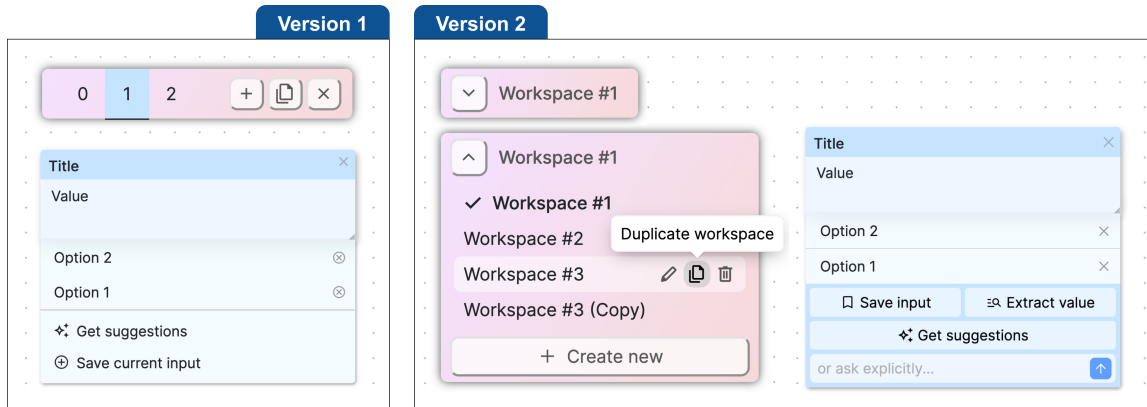 Version 1
0 1 2
Title
Value
Option 2
Option 1
Get suggestions
Save current input
Version 2
Workspace #1
Workspace #1
Workspace #1
Workspace #2
Duplicate workspace
Workspace #3
Workspace #3 (Copy)
Create new
Title
Value
Option 2
Option 1
Save input
Extract value
Get suggestions
or ask explicitly...